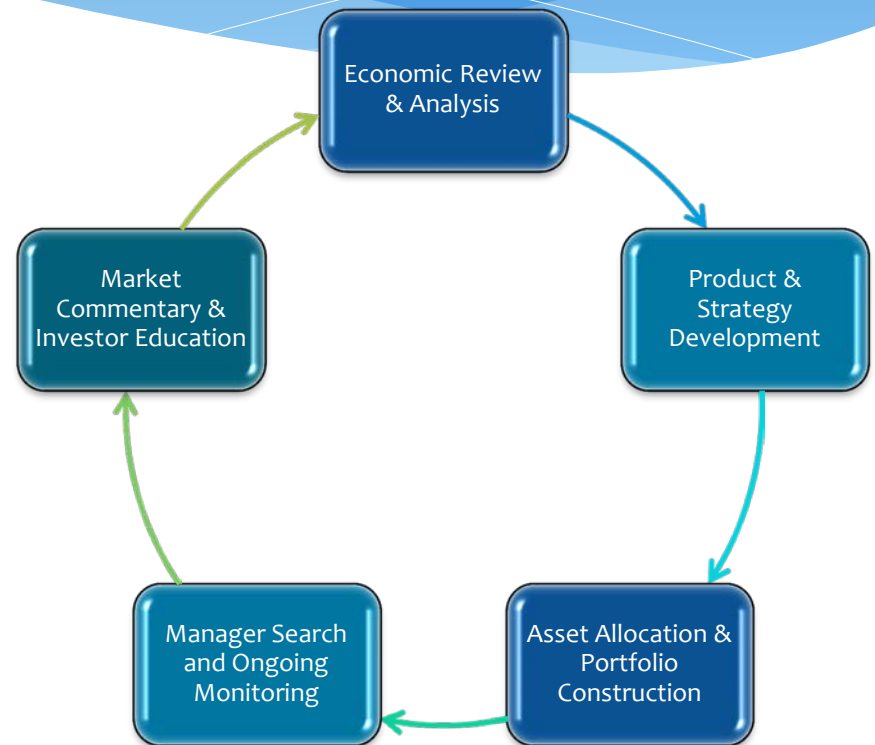 Economic Review
& Analysis
Product &
Strategy
Development
Asset Allocation &
Portfolio
Construction
Manager Search
and Ongoing
Monitoring
Market
Commentary &
Investor Education